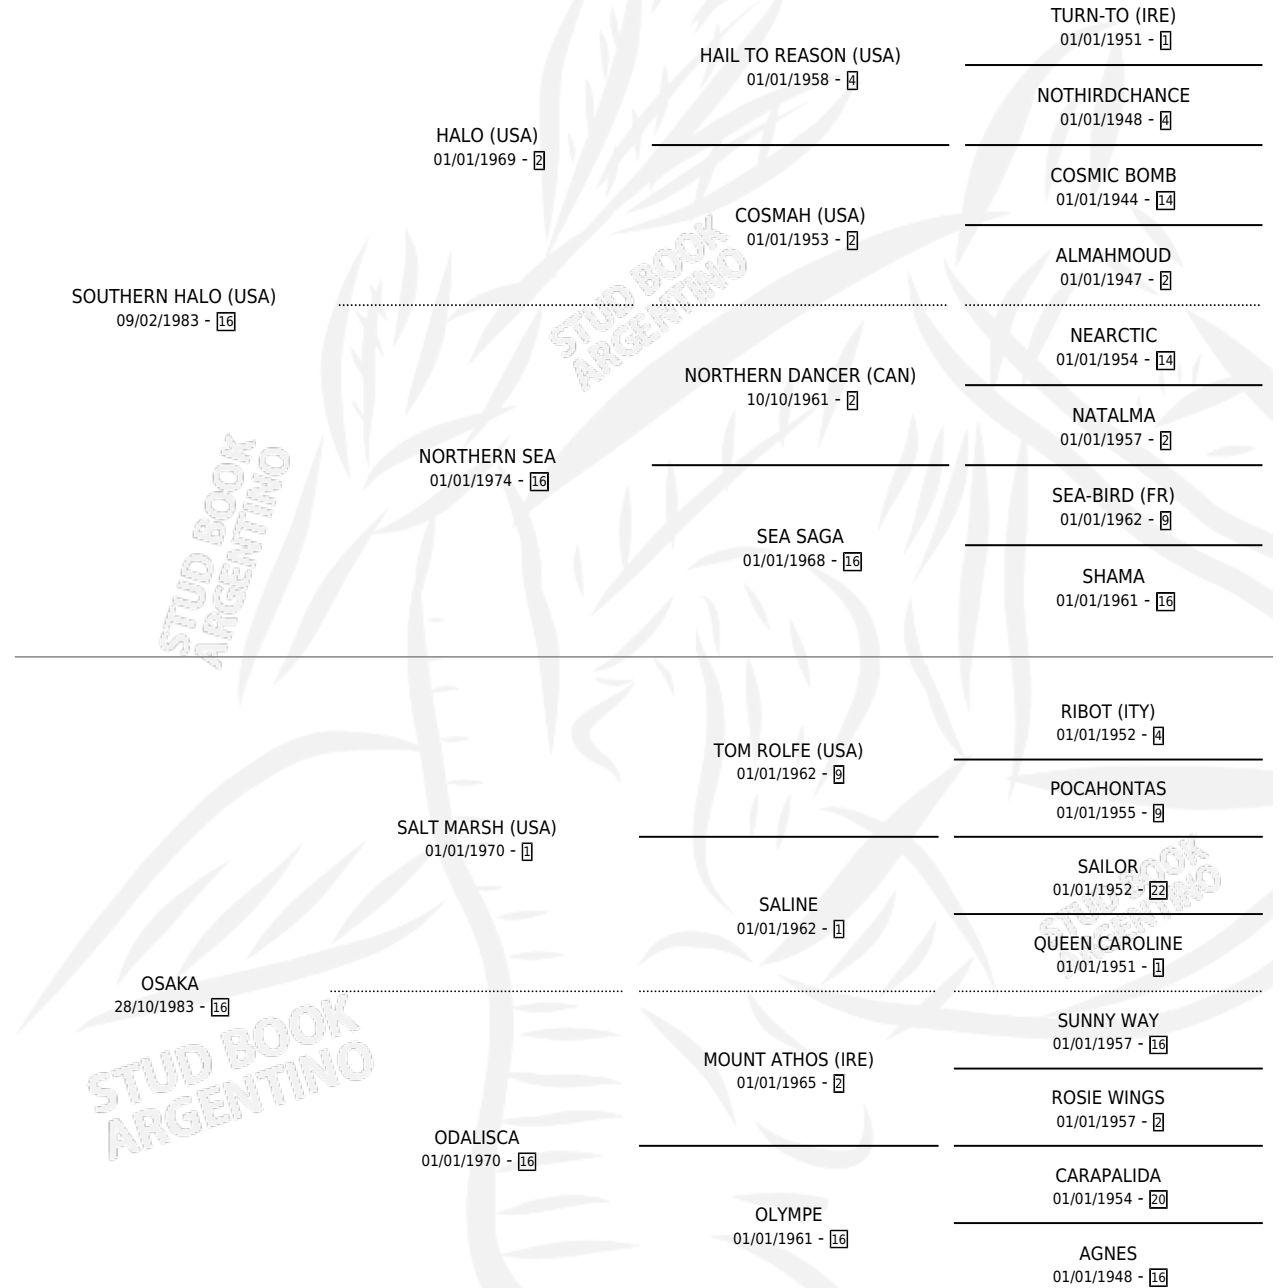 TURN-TO (IRE)
01/01/1951 - 1
HAIL TO REASON (USA)
01/01/1958 - 4
NOTHIRDCHANCE
01/01/1948 - 4
HALO (USA)
01/01/1969 - 2
COSMIC BOMB
01/01/1944 - 14
COSMAH (USA)
01/01/1953 - 2
ALMAHMOUD
01/01/1947 - 2
SOUTHERN HALO (USA)
09/02/1983 - 16
STUD BOOK
ARGENTINO
NEARCTIC
01/01/1954 - 14
NORTHERN DANCER (CAN)
10/10/1961 - 2
NATALMA
01/01/1957 - 2
NORTHERN SEA
01/01/1974 - 16
SEA-BIRD (FR)
01/01/1962 - 9
SEA SAGA
01/01/1968 - 16
SHAMA
01/01/1961 - 16
STUD BOOK
ARGENTINO
RIBOT (ITY)
01/01/1952 - 4
TOM ROLFE (USA)
01/01/1962 - 9
POCAHONTAS
01/01/1955 - 9
SALT MARSH (USA)
01/01/1970 - 1
SAILOR
01/01/1952 - 22
SALINE
01/01/1962 - 1
STUD BOOK
ARGENTINO
QUEEN CAROLINE
01/01/1951 - 1
OSAKA
28/10/1983 - 16
SUNNY WAY
01/01/1957 - 16
MOUNT ATHOS (IRE)
01/01/1965 - 2
STUD BOOK
ARGENTINO
ROSIE WINGS
01/01/1957 - 2
ODALISCA
01/01/1970 - 16
CARAPALIDA
01/01/1954 - 20
OLYMPE
01/01/1961 - 16
AGNES
01/01/1948 - 16